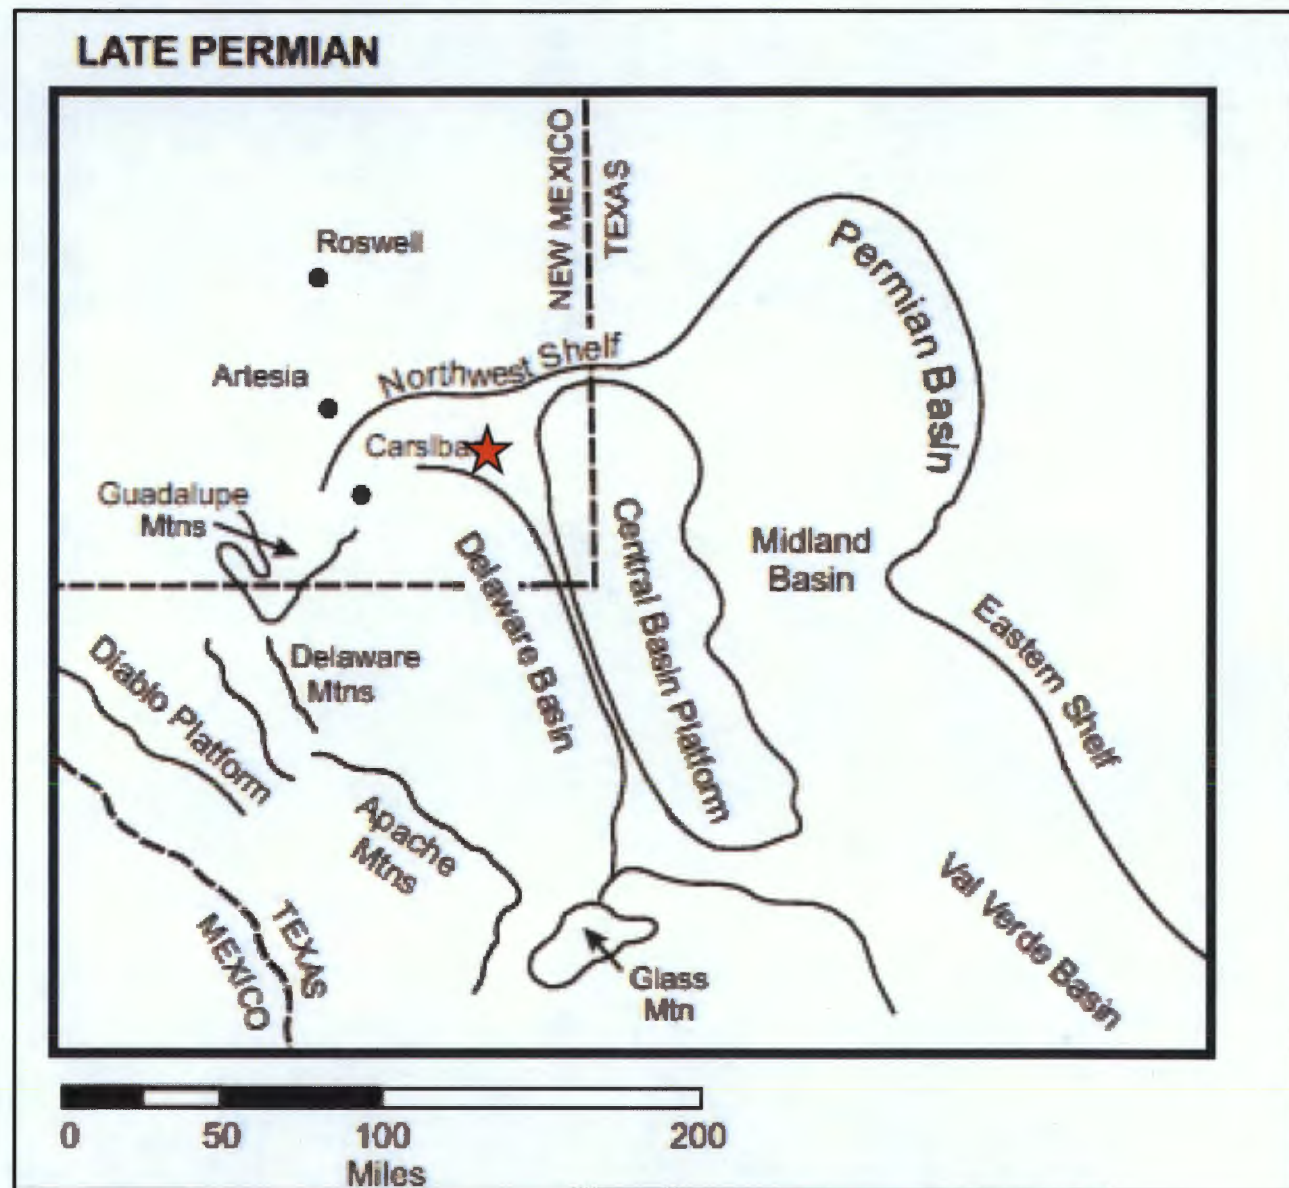 LATE PERMIAN
NEW MEXICO
TEXAS
Roswell
Permian Basin
Northwest Shelf
Artesia
Carslba
Guadalupe
Mtns
Central Basin Platform
Midland
Basin
Delaware Basin
Eastern Shelf
Delaware
Mtns
Diablo Platform
Apache
Mtns
Val Verde Basin
TEXAS
MEXICO
Glass
Mtn
0 50 100 200
Miles